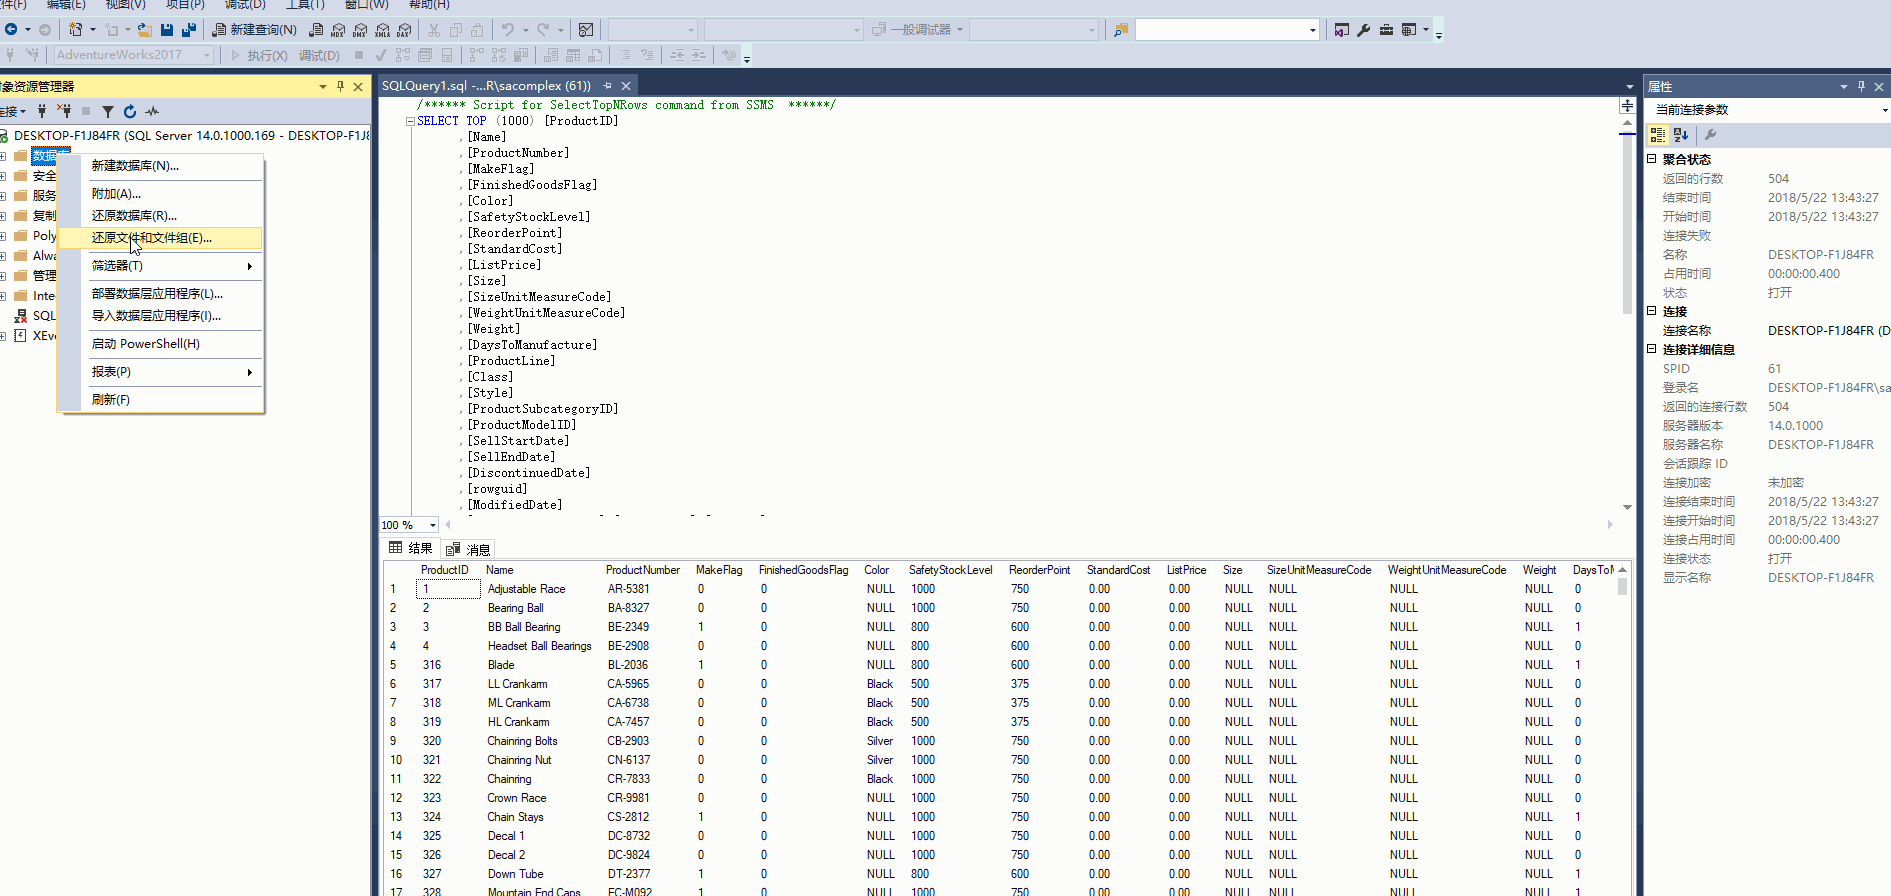 件(F) 编辑(E) 视图(V) 项目(P) 调试(D) 工具(T) 窗口(W) 帮助(H)
新建查询(N) MDX DMX XMLA DAX 一般调试器
AdventureWorks2017 执行(X) 调试(D)
对象资源管理器
连接
DESKTOP-F1J84FR (SQL Server 14.0.1000.169 - DESKTOP-F1J8
数据库
安全
服务
复制
Poly
Alwa
管理
Inte
SQL
XEve
新建数据库(N)...
附加(A)...
还原数据库(R)...
还原文件和文件组(E)...
筛选器(T)
部署数据层应用程序(L)...
导入数据层应用程序(I)...
启动 PowerShell(H)
报表(P)
刷新(F)
SQLQuery1.sql -...R\sacomplex (61))
/****** Script for SelectTopNRows command from SSMS  ******/
SELECT TOP (1000) [ProductID]
,[Name]
,[ProductNumber]
,[MakeFlag]
,[FinishedGoodsFlag]
,[Color]
,[SafetyStockLevel]
,[ReorderPoint]
,[StandardCost]
,[ListPrice]
,[Size]
,[SizeUnitMeasureCode]
,[WeightUnitMeasureCode]
,[Weight]
,[DaysToManufacture]
,[ProductLine]
,[Class]
,[Style]
,[ProductSubcategoryID]
,[ProductModelID]
,[SellStartDate]
,[SellEndDate]
,[DiscontinuedDate]
,[rowguid]
,[ModifiedDate]
100 %
结果 消息
ProductID Name ProductNumber MakeFlag FinishedGoodsFlag Color SafetyStockLevel ReorderPoint StandardCost ListPrice Size SizeUnitMeasureCode WeightUnitMeasureCode Weight DaysToM
1 1 Adjustable Race AR-5381 0 0 NULL 1000 750 0.00 0.00 NULL NULL NULL NULL 0
2 2 Bearing Ball BA-8327 0 0 NULL 1000 750 0.00 0.00 NULL NULL NULL NULL 0
3 3 BB Ball Bearing BE-2349 1 0 NULL 800 600 0.00 0.00 NULL NULL NULL NULL 1
4 4 Headset Ball Bearings BE-2908 0 0 NULL 800 600 0.00 0.00 NULL NULL NULL NULL 0
5 316 Blade BL-2036 1 0 NULL 800 600 0.00 0.00 NULL NULL NULL NULL 1
6 317 LL Crankarm CA-5965 0 0 Black 500 375 0.00 0.00 NULL NULL NULL NULL 0
7 318 ML Crankarm CA-6738 0 0 Black 500 375 0.00 0.00 NULL NULL NULL NULL 0
8 319 HL Crankarm CA-7457 0 0 Black 500 375 0.00 0.00 NULL NULL NULL NULL 0
9 320 Chainring Bolts CB-2903 0 0 Silver 1000 750 0.00 0.00 NULL NULL NULL NULL 0
10 321 Chainring Nut CN-6137 0 0 Silver 1000 750 0.00 0.00 NULL NULL NULL NULL 0
11 322 Chainring CR-7833 0 0 Black 1000 750 0.00 0.00 NULL NULL NULL NULL 0
12 323 Crown Race CR-9981 0 0 NULL 1000 750 0.00 0.00 NULL NULL NULL NULL 0
13 324 Chain Stays CS-2812 1 0 NULL 1000 750 0.00 0.00 NULL NULL NULL NULL 1
14 325 Decal 1 DC-8732 0 0 NULL 1000 750 0.00 0.00 NULL NULL NULL NULL 0
15 326 Decal 2 DC-9824 0 0 NULL 1000 750 0.00 0.00 NULL NULL NULL NULL 0
16 327 Down Tube DT-2377 1 0 NULL 800 600 0.00 0.00 NULL NULL NULL NULL 1
17 328 Mountain End Caps EC-M092 1 0 NULL 1000 750 0.00 0.00 NULL NULL NULL NULL 1
属性
当前连接参数
聚合状态
返回的行数 504
结束时间 2018/5/22 13:43:27
开始时间 2018/5/22 13:43:27
连接失败
名称 DESKTOP-F1J84FR
占用时间 00:00:00.400
状态 打开
连接
连接名称 DESKTOP-F1J84FR (D
连接详细信息
SPID 61
登录名 DESKTOP-F1J84FR\sa
返回的连接行数 504
服务器版本 14.0.1000
服务器名称 DESKTOP-F1J84FR
会话跟踪 ID
连接加密 未加密
连接结束时间 2018/5/22 13:43:27
连接开始时间 2018/5/22 13:43:27
连接占用时间 00:00:00.400
连接状态 打开
显示名称 DESKTOP-F1J84FR